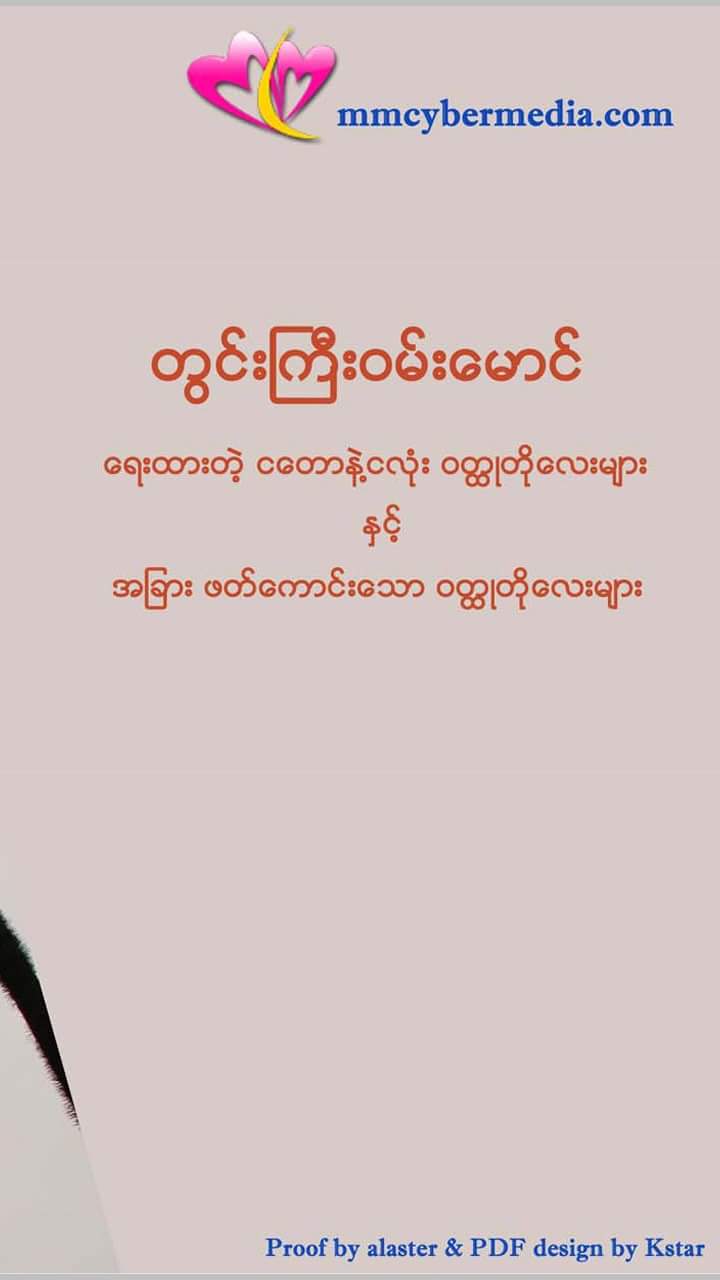 mmcybermedia.com
တွင်းကြီးဝမ်းမောင်
ရေးထားတဲ့ ငတောနဲ့ငလုံး ဝတ္ထုတိုလေးများ
နှင့်
အခြား ဖတ်ကောင်းသော ဝတ္ထုတိုလေးများ
Proof by alaster & PDF design by Kstar